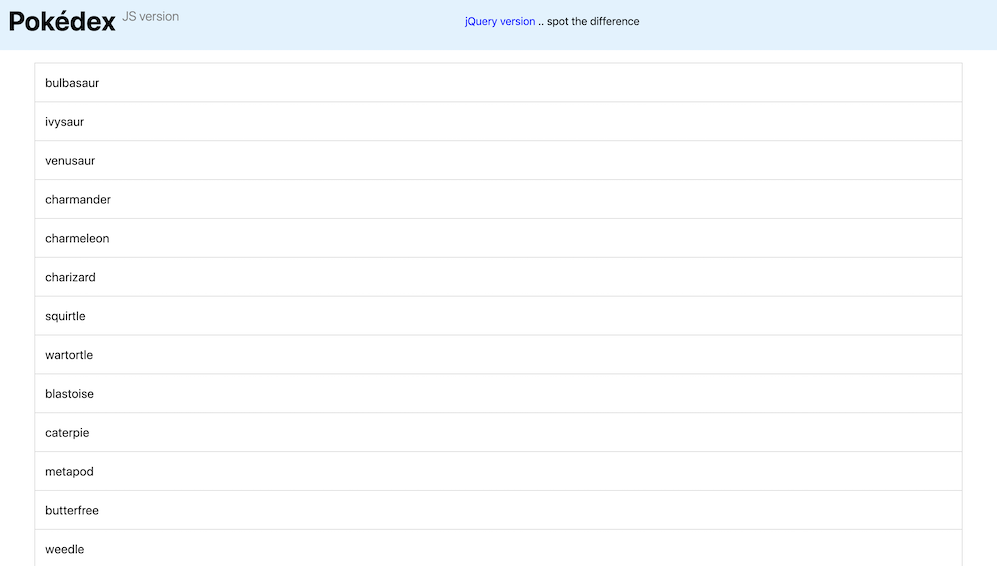 Pokédex JS version
jQuery version .. spot the difference
bulbasaur
ivysaur
venusaur
charmander
charmeleon
charizard
squirtle
wartortle
blastoise
caterpie
metapod
butterfree
weedle